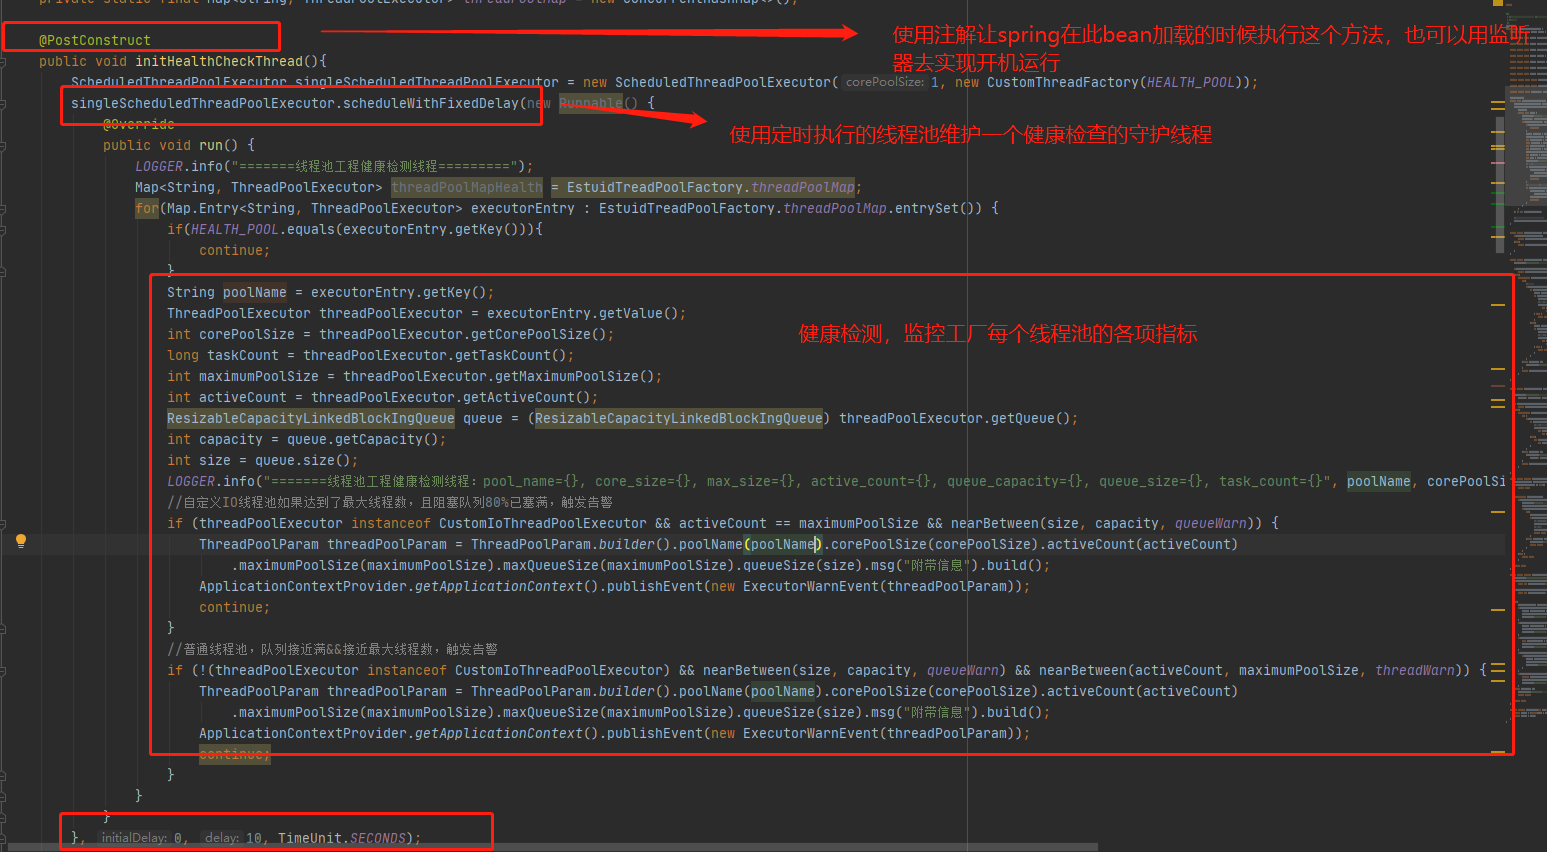 private static final Map<String, ThreadPoolExecutor> threadPoolMap = new ConcurrentHashMap<>();
@PostConstruct
使用注解让spring在此bean加载的时候执行这个方法，也可以用监听
器去实现开机运行
public void initHealthCheckThread(){
ScheduledThreadPoolExecutor singleScheduledThreadPoolExecutor = new ScheduledThreadPoolExecutor( corePoolSize: 1, new CustomThreadFactory(HEALTH_POOL));
singleScheduledThreadPoolExecutor.scheduleWithFixedDelay(new Runnable() {
使用定时执行的线程池维护一个健康检查的守护线程
@Override
public void run() {
LOGGER.info("=======线程池工程健康检测线程=========");
Map<String, ThreadPoolExecutor> threadPoolMapHealth = EstuidTreadPoolFactory.threadPoolMap;
for(Map.Entry<String, ThreadPoolExecutor> executorEntry : EstuidTreadPoolFactory.threadPoolMap.entrySet()) {
if(HEALTH_POOL.equals(executorEntry.getKey())){
continue;
}
String poolName = executorEntry.getKey();
ThreadPoolExecutor threadPoolExecutor = executorEntry.getValue();
健康检测，监控工厂每个线程池的各项指标
int corePoolSize = threadPoolExecutor.getCorePoolSize();
long taskCount = threadPoolExecutor.getTaskCount();
int maximumPoolSize = threadPoolExecutor.getMaximumPoolSize();
int activeCount = threadPoolExecutor.getActiveCount();
ResizableCapacityLinkedBlockIngQueue queue = (ResizableCapacityLinkedBlockIngQueue) threadPoolExecutor.getQueue();
int capacity = queue.getCapacity();
int size = queue.size();
LOGGER.info("=======线程池工程健康检测线程: pool_name={}, core_size={}, max_size={}, active_count={}, queue_capacity={}, queue_size={}, task_count={}", poolName, corePoolSi
//自定义IO线程池如果达到了最大线程数，且阻塞队列80%已塞满，触发告警
if (threadPoolExecutor instanceof CustomIoThreadPoolExecutor && activeCount == maximumPoolSize && nearBetween(size, capacity, queueWarn)) {
ThreadPoolParam threadPoolParam = ThreadPoolParam.builder().poolName(poolName).corePoolSize(corePoolSize).activeCount(activeCount)
.maximumPoolSize(maximumPoolSize).maxQueueSize(maximumPoolSize).queueSize(size).msg("附带信息").build();
ApplicationContextProvider.getApplicationContext().publishEvent(new ExecutorWarnEvent(threadPoolParam));
continue;
}
//普通线程池，队列接近满&&接近最大线程数，触发告警
if (!(threadPoolExecutor instanceof CustomIoThreadPoolExecutor) && nearBetween(size, capacity, queueWarn) && nearBetween(activeCount, maximumPoolSize, threadWarn)) {
ThreadPoolParam threadPoolParam = ThreadPoolParam.builder().poolName(poolName).corePoolSize(corePoolSize).activeCount(activeCount)
.maximumPoolSize(maximumPoolSize).maxQueueSize(maximumPoolSize).queueSize(size).msg("附带信息").build();
ApplicationContextProvider.getApplicationContext().publishEvent(new ExecutorWarnEvent(threadPoolParam));
continue;
}
}
}
}, initialDelay: 0, delay: 10, TimeUnit.SECONDS);